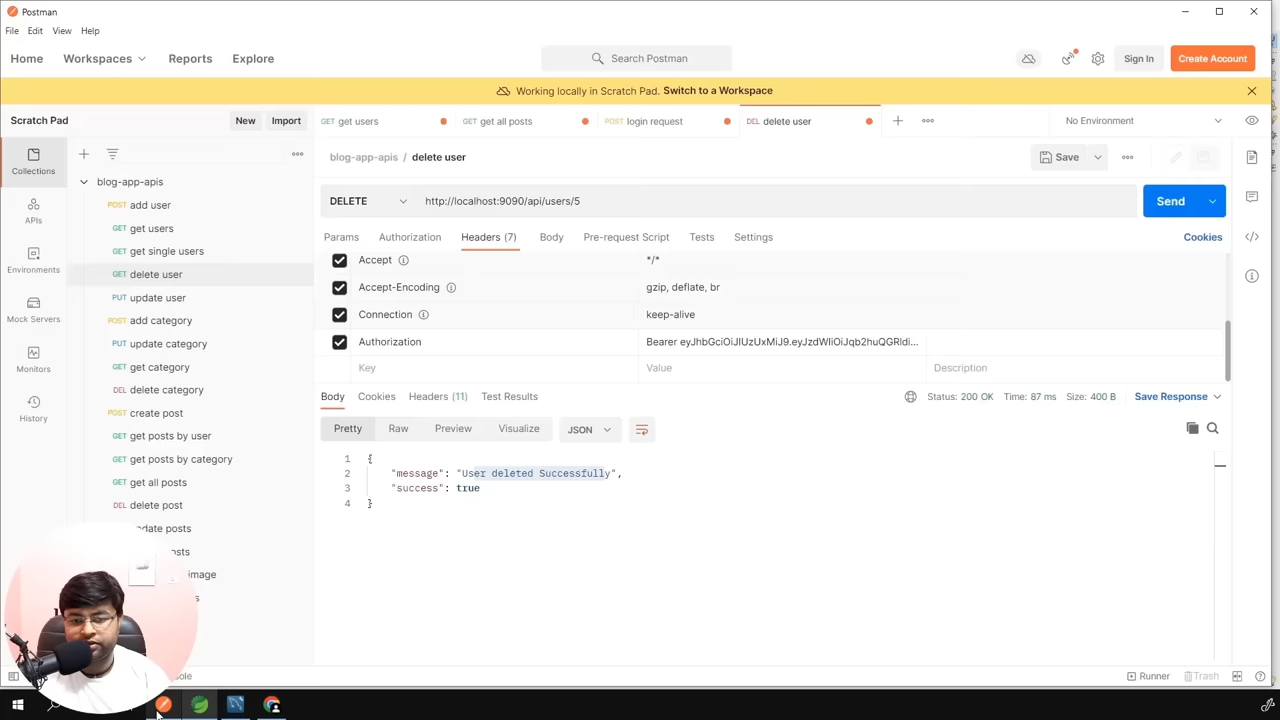 Postman
File Edit View Help
Home Workspaces Reports Explore Search Postman Sign In Create Account
Working locally in Scratch Pad. Switch to a Workspace
Scratch Pad New Import GET get users GET get all posts POST login request DEL delete user No Environment
blog-app-apis / delete user Save
Collections
APIs
Environments
Mock Servers
Monitors
History
blog-app-apis
POST add user
GET get users
GET get single users
GET delete user
PUT update user
POST add category
PUT update category
GET get category
DEL delete category
POST create post
GET get posts by user
GET get posts by category
GET get all posts
DEL delete post
date posts
sts
image
s
DELETE http://localhost:9090/api/users/5 Send
Params Authorization Headers (7) Body Pre-request Script Tests Settings Cookies
Accept */*
Accept-Encoding gzip, deflate, br
Connection keep-alive
Authorization Bearer eyJhbGciOiJIUzUxMiJ9.eyJzdWIiOiJqb2huQGRldi...
Key Value Description
Body Cookies Headers (11) Test Results Status: 200 OK Time: 87 ms Size: 400 B Save Response
Pretty Raw Preview Visualize JSON
1 {
2 "message": "User deleted Successfully",
3 "success": true
4 }
sole Runner Trash